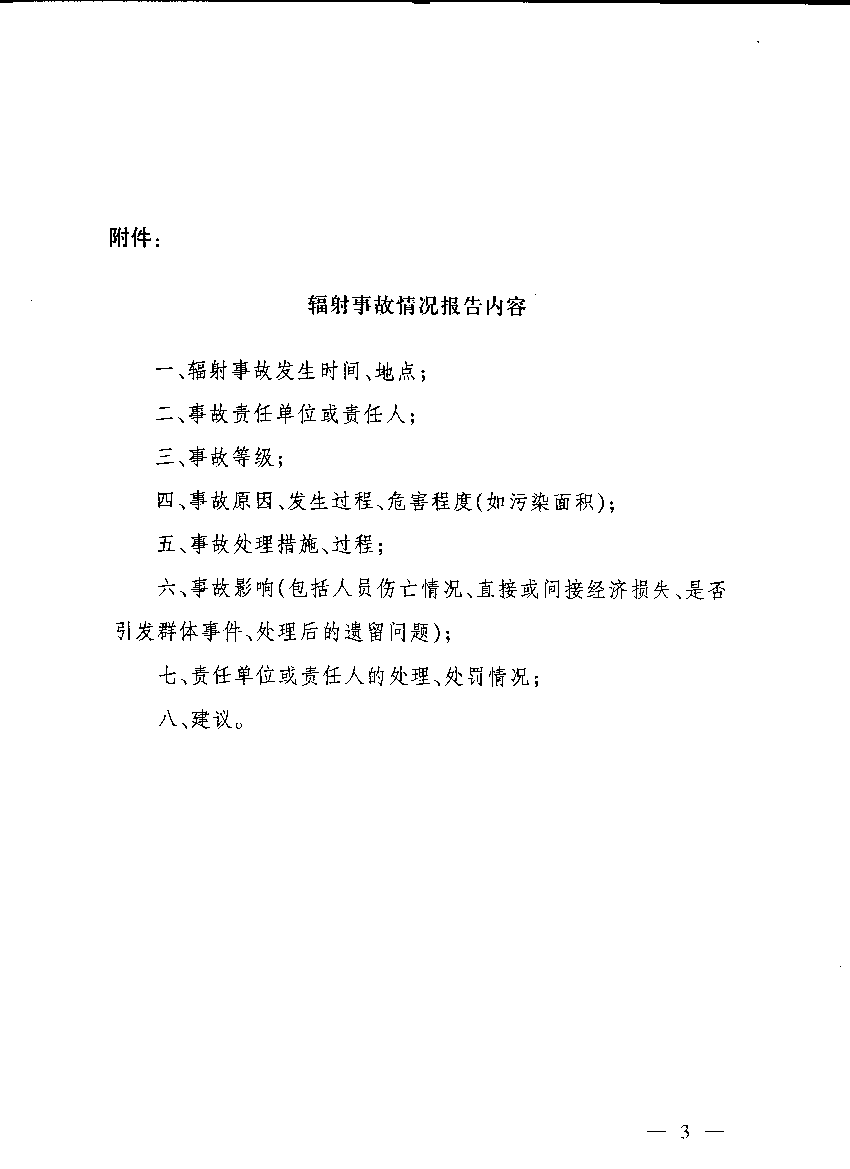 附件:
辐射事故情况报告内容
一、辐射事故发生时间、地点;
二、事故责任单位或责任人;
三、事故等级;
四、事故原因、发生过程、危害程度(如污染面积);
五、事故处理措施、过程;
六、事故影响(包括人员伤亡情况、直接或间接经济损失、是否
引发群体事件、处理后的遗留问题);
七、责任单位或责任人的处理、处罚情况;
八、建议。
— 3 —